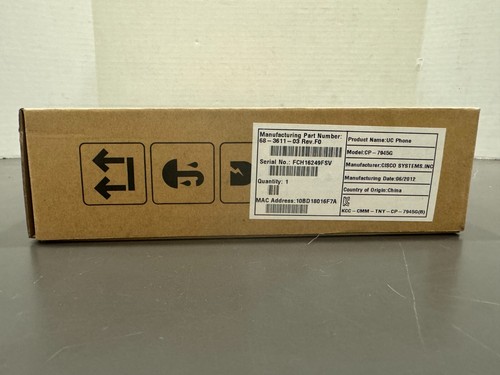 Manufacturing Part Number:
68-3611-03 Rev.F0
Serial No.: FCH16249FSV
Quantity: 1
MAC Address:10BD18016F7A
Product Name:UC Phone
Model:CP-7945G
Manufacturer:CISCO SYSTEMS.INC
Manufacturing Date:06/2012
Country of Origin:China
KCC-CMM-TNY-CP-7945G(B)